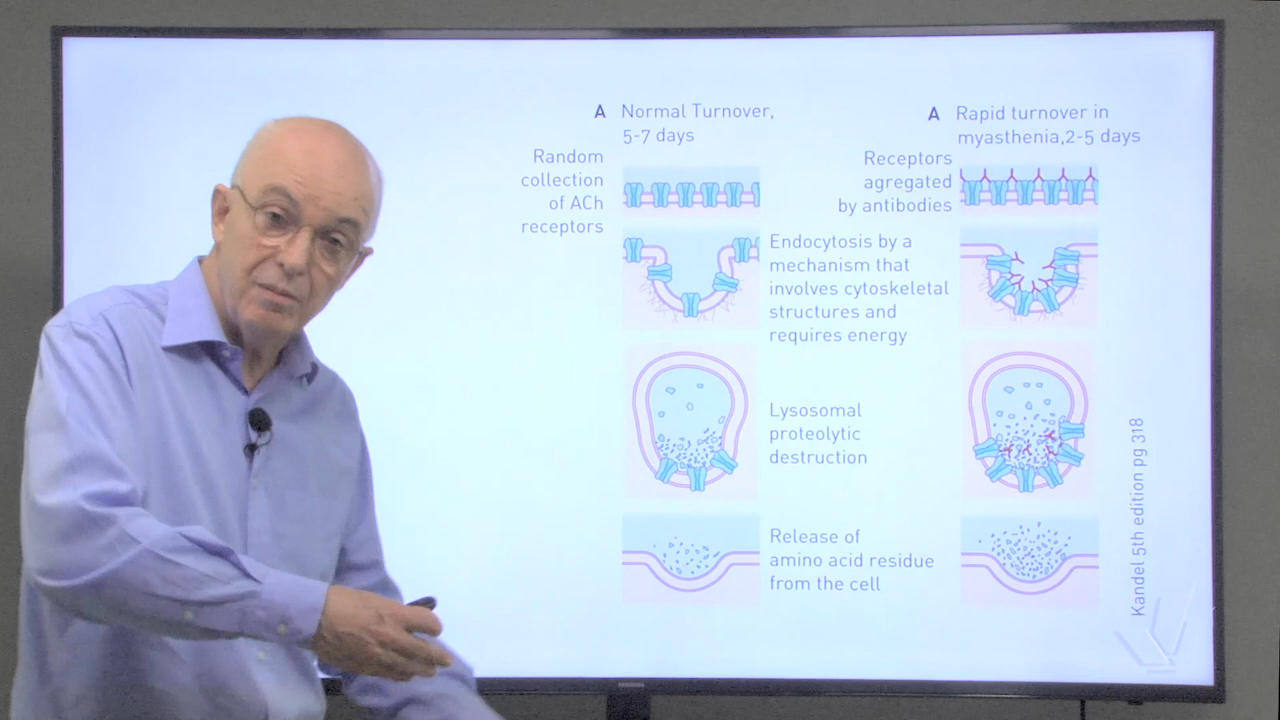 A Normal Turnover,
5-7 days
Random
collection
of ACh
receptors
Endocytosis by a
mechanism that
involves cytoskeletal
structures and
requires energy
Lysosomal
proteolytic
destruction
Release of
amino acid residue
from the cell
A Rapid turnover in
myasthenia,2-5 days
Receptors
agregated
by antibodies
Kandel 5th edition pg 318